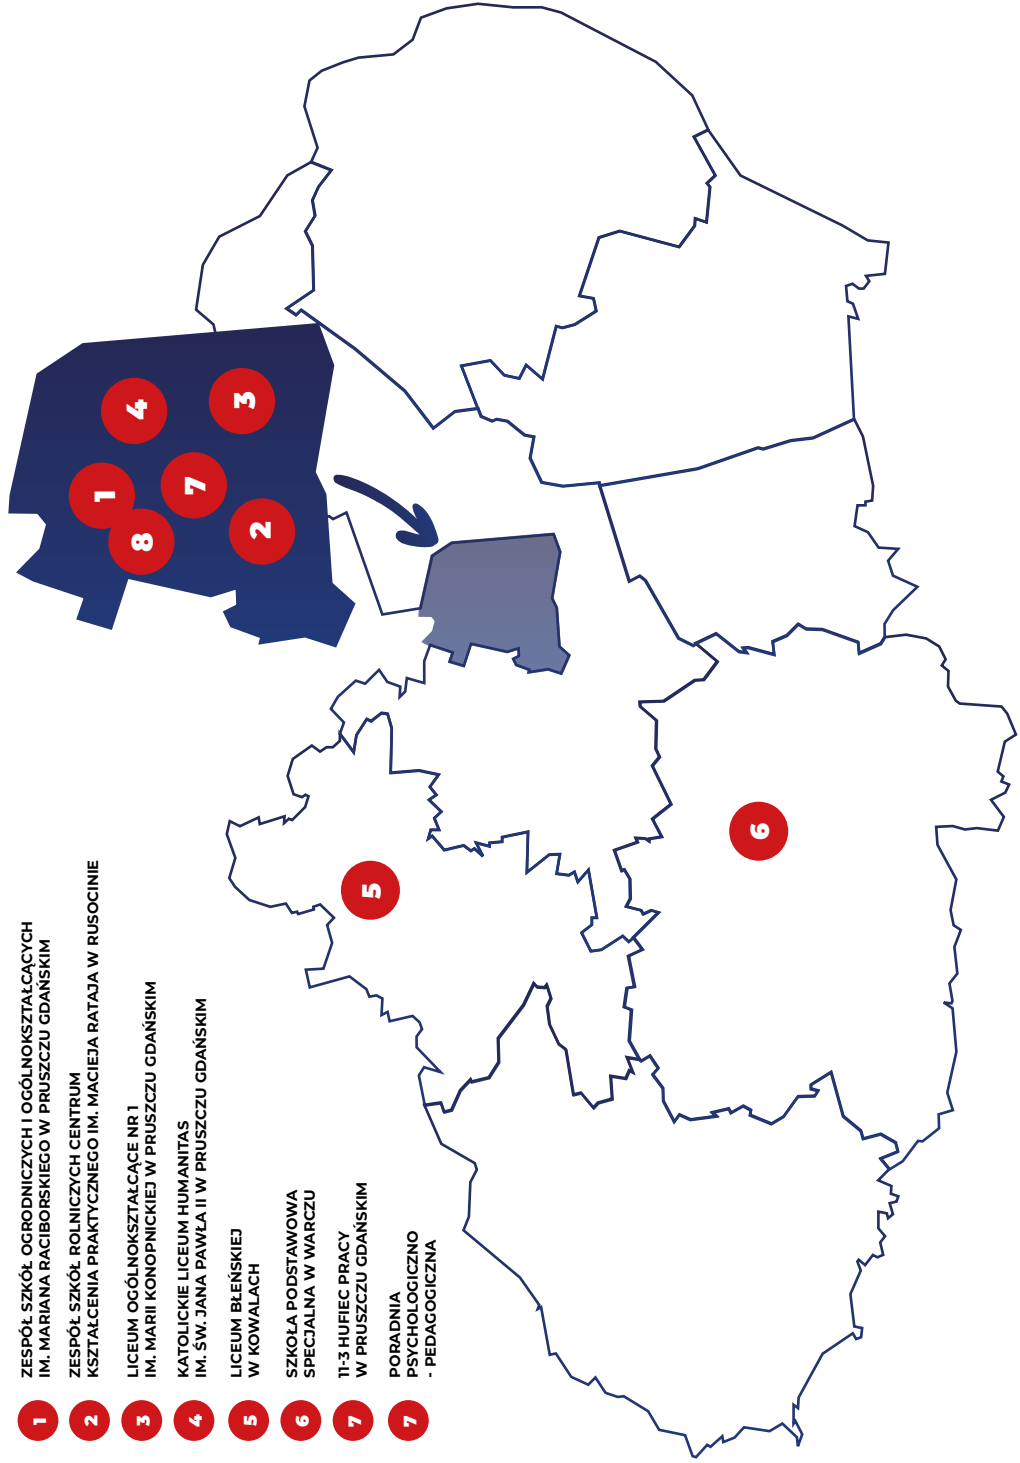 1
ZESPÓŁ SZKÓŁ OGRODNICZYCH I OGÓLNOKSZTAŁCĄCYCH
IM. MARIANA RACIBORSKIEGO W PRUSZCZU GDAŃSKIM
2
ZESPÓŁ SZKÓŁ ROLNICZYCH CENTRUM
KSZTAŁCENIA PRAKTYCZNEGO IM. MACIEJA RATAJA W RUSOCINIE
3
LICEUM OGÓLNOKSZTAŁCĄCE NR 1
IM. MARII KONOPNICKIEJ W PRUSZCZU GDAŃSKIM
4
KATOLICKIE LICEUM HUMANITAS
IM. ŚW. JANA PAWŁA II W PRUSZCZU GDAŃSKIM
5
LICEUM BŁEŃSKIEJ
W KOWALACH
6
SZKOŁA PODSTAWOWA
SPECJALNA W WARCZU
7
11-3 HUFIEC PRACY
W PRUSZCZU GDAŃSKIM
7
PORADNIA
PSYCHOLOGICZNO
- PEDAGOGICZNA
1
4
8
7
2
3
5
6